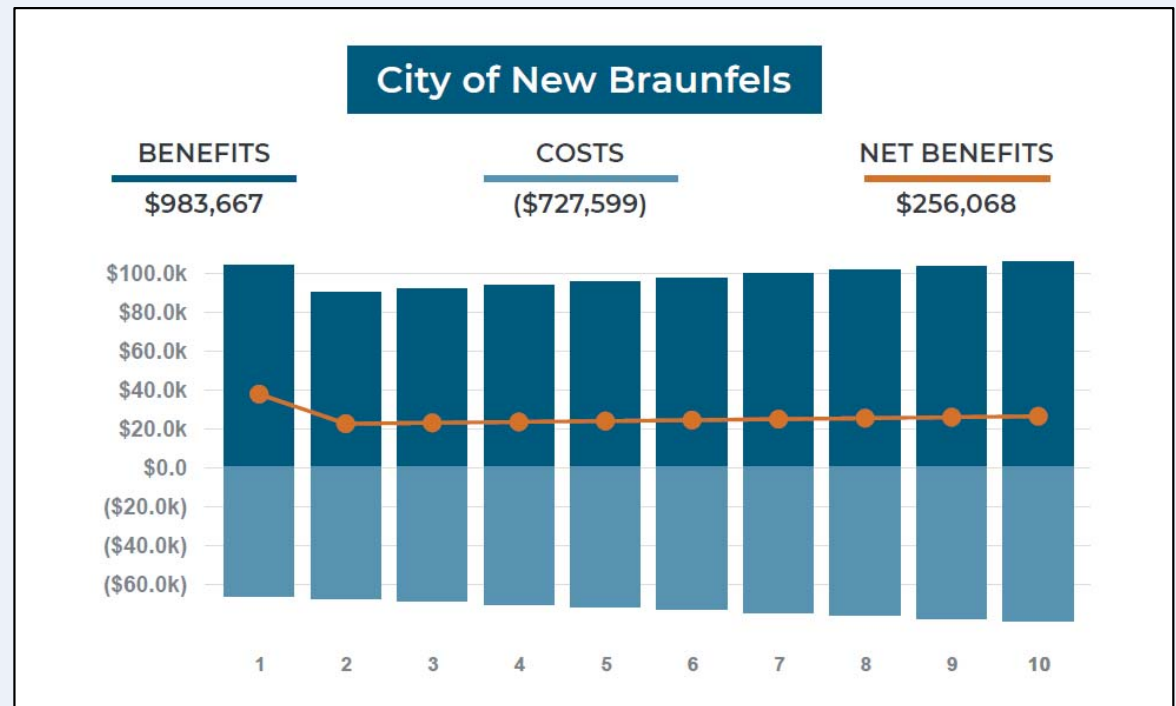 City of New Braunfels
BENEFITS COSTS NET BENEFITS
$983,667 ($727,599) $256,068
$100.0k
$80.0k
$60.0k
$40.0k
$20.0k
$0.0
($20.0k)
($40.0k)
($60.0k)
1 2 3 4 5 6 7 8 9 10